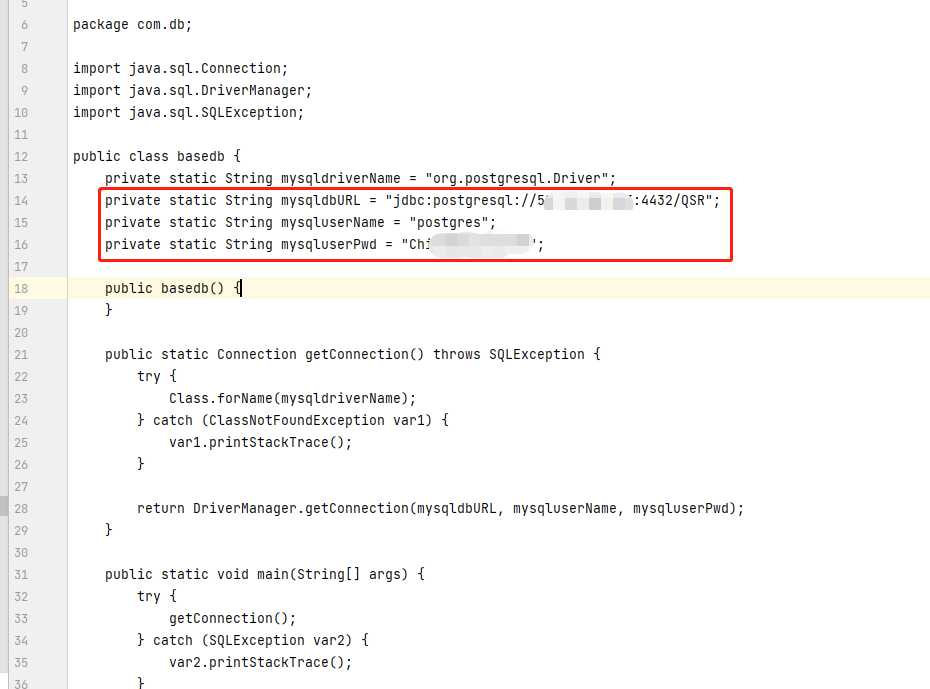 5
6 package com.db;
7
8 import java.sql.Connection;
9 import java.sql.DriverManager;
10 import java.sql.SQLException;
11
12 public class basedb {
13 private static String mysqldriverName = "org.postgresql.Driver";
14 private static String mysqldbURL = "jdbc:postgresql://5 :4432/QSR";
15 private static String mysqluserName = "postgres";
16 private static String mysqluserPwd = "Chi ";
17
18 public basedb() {
19 }
20
21 public static Connection getConnection() throws SQLException {
22 try {
23 Class.forName(mysqldriverName);
24 } catch (ClassNotFoundException var1) {
25 var1.printStackTrace();
26 }
27
28 return DriverManager.getConnection(mysqldbURL, mysqluserName, mysqluserPwd);
29 }
30
31 public static void main(String[] args) {
32 try {
33 getConnection();
34 } catch (SQLException var2) {
35 var2.printStackTrace();
36 }